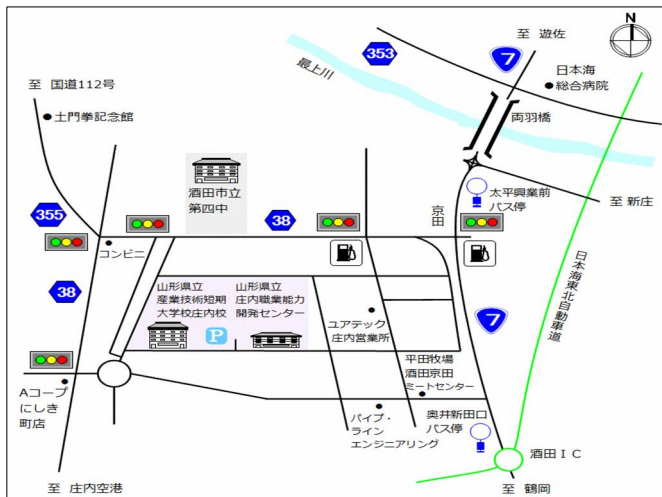 N
至 遊佐
353
7
最上川
日本海
総合病院
至 国道112号
土門拳記念館
両羽橋
酒田市立
第四中
太平興業前
バス停
至 新庄
京田
355
38
コンビニ
日本海東北自動車道
38
山形県立
産業技術短期
大学校庄内校
P
山形県立
庄内職業能力
開発センター
ユアテック
庄内営業所
7
平田牧場
酒田京田
ミートセンター
Aコープ
にしき
町店
パイプ・
ライン
エンジニアリング
奥井新田口
バス停
酒田IC
至 庄内空港
至 鶴岡